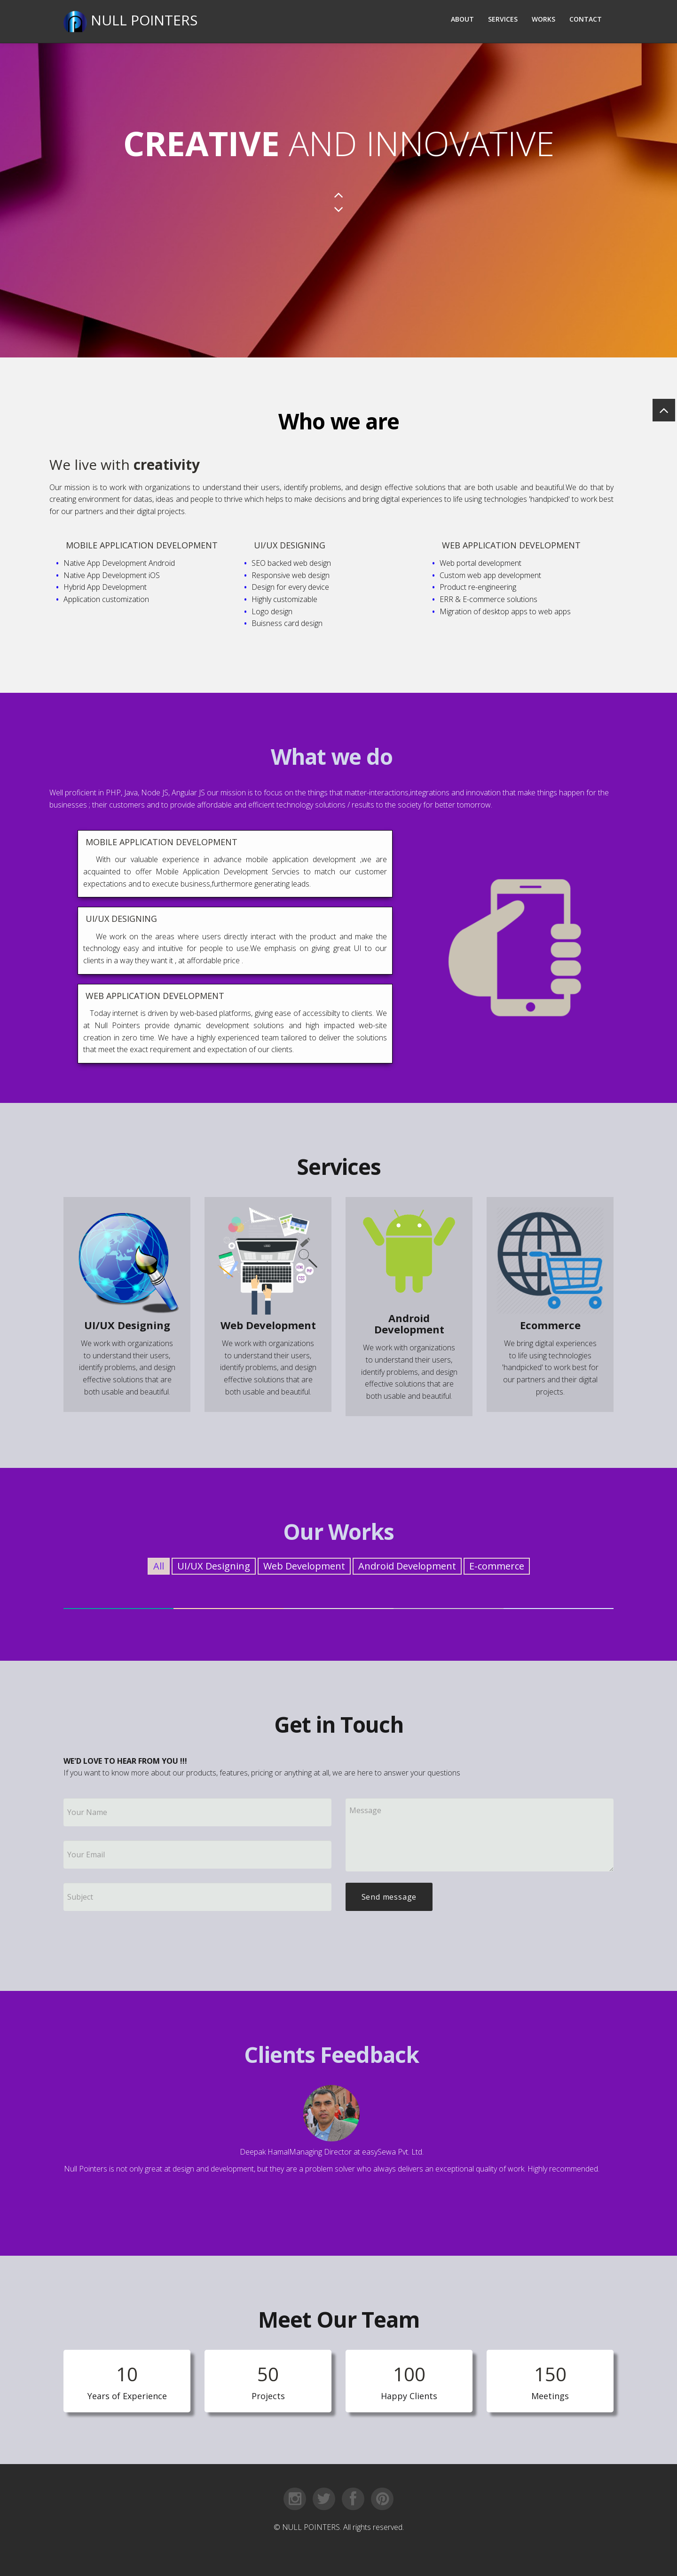 NULL POINTERS
ABOUT SERVICES WORKS CONTACT
CREATIVE AND INNOVATIVE
Who we are
We live with creativity
Our mission is to work with organizations to understand their users, identify problems, and design effective solutions that are both usable and beautiful.We do that by
creating environment for datas, ideas and people to thrive which helps to make decisions and bring digital experiences to life using technologies 'handpicked' to work best
for our partners and their digital projects.
MOBILE APPLICATION DEVELOPMENT
Native App Development Android
Native App Development iOS
Hybrid App Development
Application customization
UI/UX DESIGNING
SEO backed web design
Responsive web design
Design for every device
Highly customizable
Logo design
Buisness card design
WEB APPLICATION DEVELOPMENT
Web portal development
Custom web app development
Product re-engineering
ERR & E-commerce solutions
Migration of desktop apps to web apps
What we do
Well proficient in PHP, Java, Node JS, Angular JS our mission is to focus on the things that matter-interactions,integrations and innovation that make things happen for the
businesses ; their customers and to provide affordable and efficient technology solutions / results to the society for better tomorrow.
MOBILE APPLICATION DEVELOPMENT
With our valuable experience in advance mobile application development ,we are
acquainted to offer Mobile Application Development Servcies to match our customer
expectations and to execute business,furthermore generating leads.
UI/UX DESIGNING
We work on the areas where users directly interact with the product and make the
technology easy and intuitive for people to use.We emphasis on giving great UI to our
clients in a way they want it , at affordable price .
WEB APPLICATION DEVELOPMENT
Today internet is driven by web-based platforms, giving ease of accessibilty to clients. We
at Null Pointers provide dynamic development solutions and high impacted web-site
creation in zero time. We have a highly experienced team tailored to deliver the solutions
that meet the exact requirement and expectation of our clients.
Services
UI/UX Designing
We work with organizations
to understand their users,
identify problems, and design
effective solutions that are
both usable and beautiful.
Web Development
We work with organizations
to understand their users,
identify problems, and design
effective solutions that are
both usable and beautiful.
Android
Development
We work with organizations
to understand their users,
identify problems, and design
effective solutions that are
both usable and beautiful.
Ecommerce
We bring digital experiences
to life using technologies
'handpicked' to work best for
our partners and their digital
projects.
Our Works
All UI/UX Designing Web Development Android Development E-commerce
Get in Touch
WE'D LOVE TO HEAR FROM YOU !!!
If you want to know more about our products, features, pricing or anything at all, we are here to answer your questions
Your Name
Your Email
Subject
Message
Send message
Clients Feedback
Deepak HamalManaging Director at easySewa Pvt. Ltd.
Null Pointers is not only great at design and development, but they are a problem solver who always delivers an exceptional quality of work. Highly recommended.
Meet Our Team
10
Years of Experience
50
Projects
100
Happy Clients
150
Meetings
© NULL POINTERS. All rights reserved